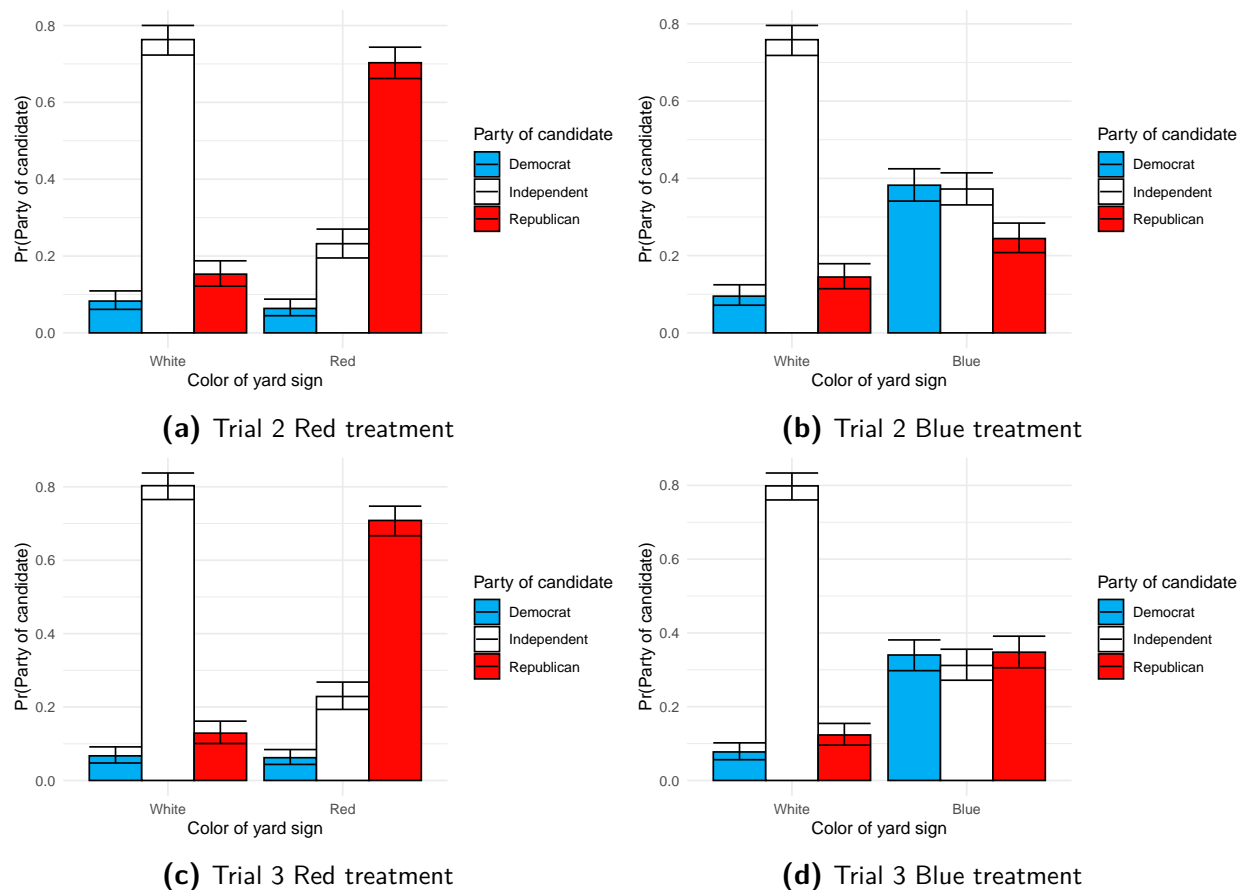 Pr(Party of candidate)
0.8
0.6
0.4
0.2
0.0
White
Red
Color of yard sign
Party of candidate
Democrat
Independent
Republican
(a) Trial 2 Red treatment
Pr(Party of candidate)
0.8
0.6
0.4
0.2
0.0
White
Blue
Color of yard sign
Party of candidate
Democrat
Independent
Republican
(b) Trial 2 Blue treatment
Pr(Party of candidate)
0.8
0.6
0.4
0.2
0.0
White
Red
Color of yard sign
Party of candidate
Democrat
Independent
Republican
(c) Trial 3 Red treatment
Pr(Party of candidate)
0.8
0.6
0.4
0.2
0.0
White
Blue
Color of yard sign
Party of candidate
Democrat
Independent
Republican
(d) Trial 3 Blue treatment